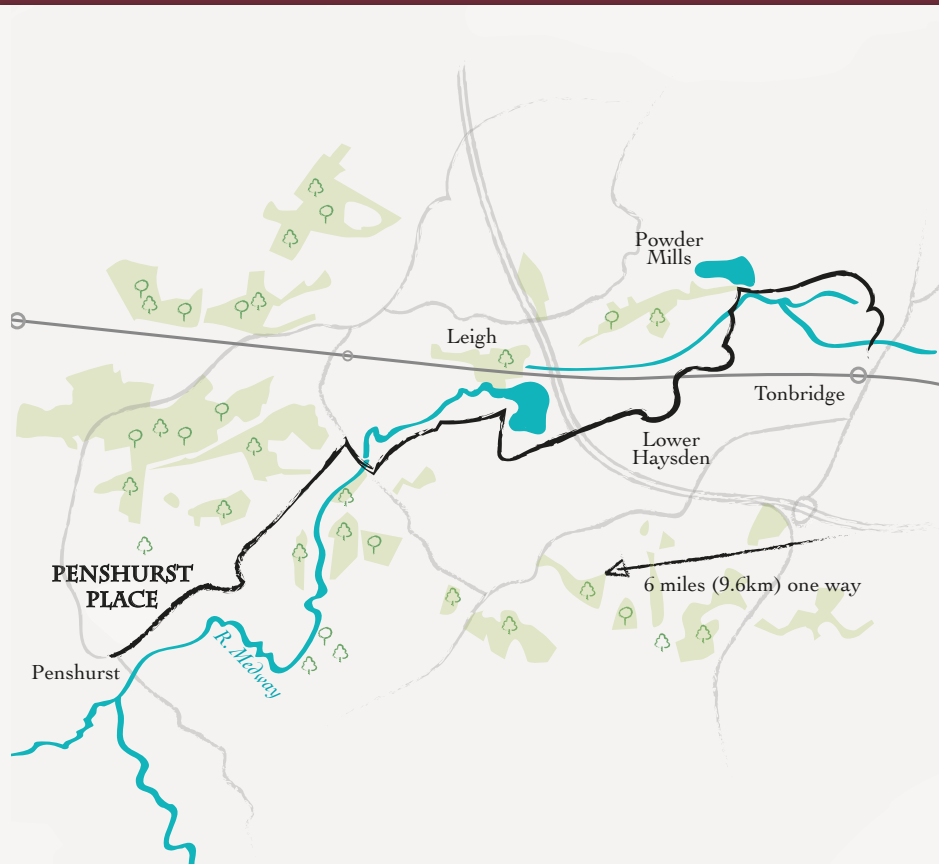 Powder
Mills
Leigh
Tonbridge
Lower
Haysden
PENSHURST
PLACE
6 miles (9.6km) one way
R. Medway
Penshurst